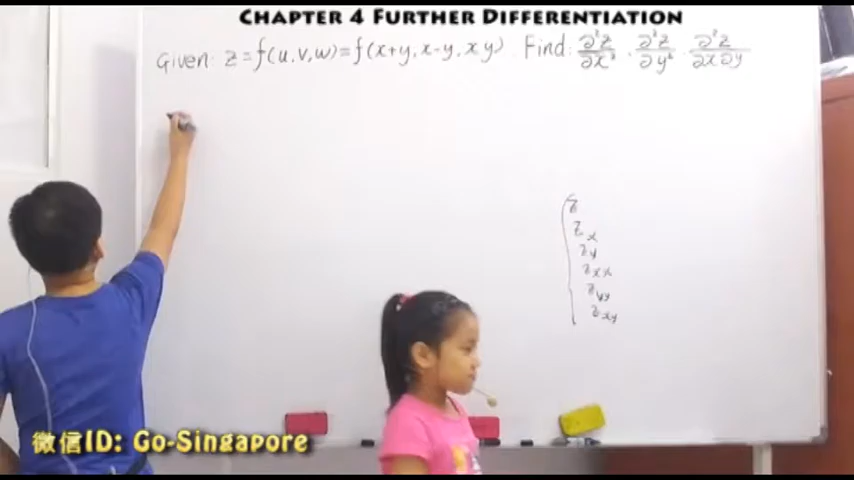 CHAPTER 4 FURTHER DIFFERENTIATION
Given: z = f(u,v,w) = f(x+y, x-y, xy). Find: ∂²z/∂x², ∂²z/∂y², ∂²z/∂x∂y
z
z_x
z_y
z_xx
z_yy
z_xy
微信ID: Go-Singapore